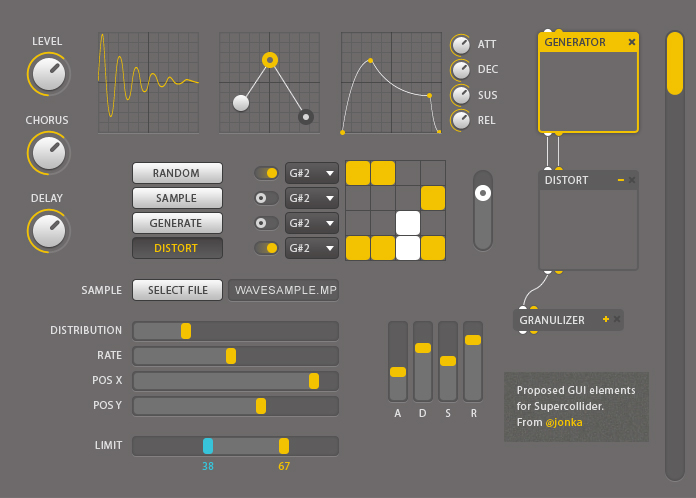 LEVEL
CHORUS
DELAY
ATT
DEC
SUS
REL
GENERATOR
RANDOM
G#2
SAMPLE
G#2
GENERATE
G#2
DISTORT
G#2
DISTORT
SAMPLE
SELECT FILE
WAVESAMPLE.MP
GRANULIZER
DISTRIBUTION
RATE
POS X
POS Y
LIMIT
38
67
A
D
S
R
Proposed GUI elements
for Supercollider.
From @jonka